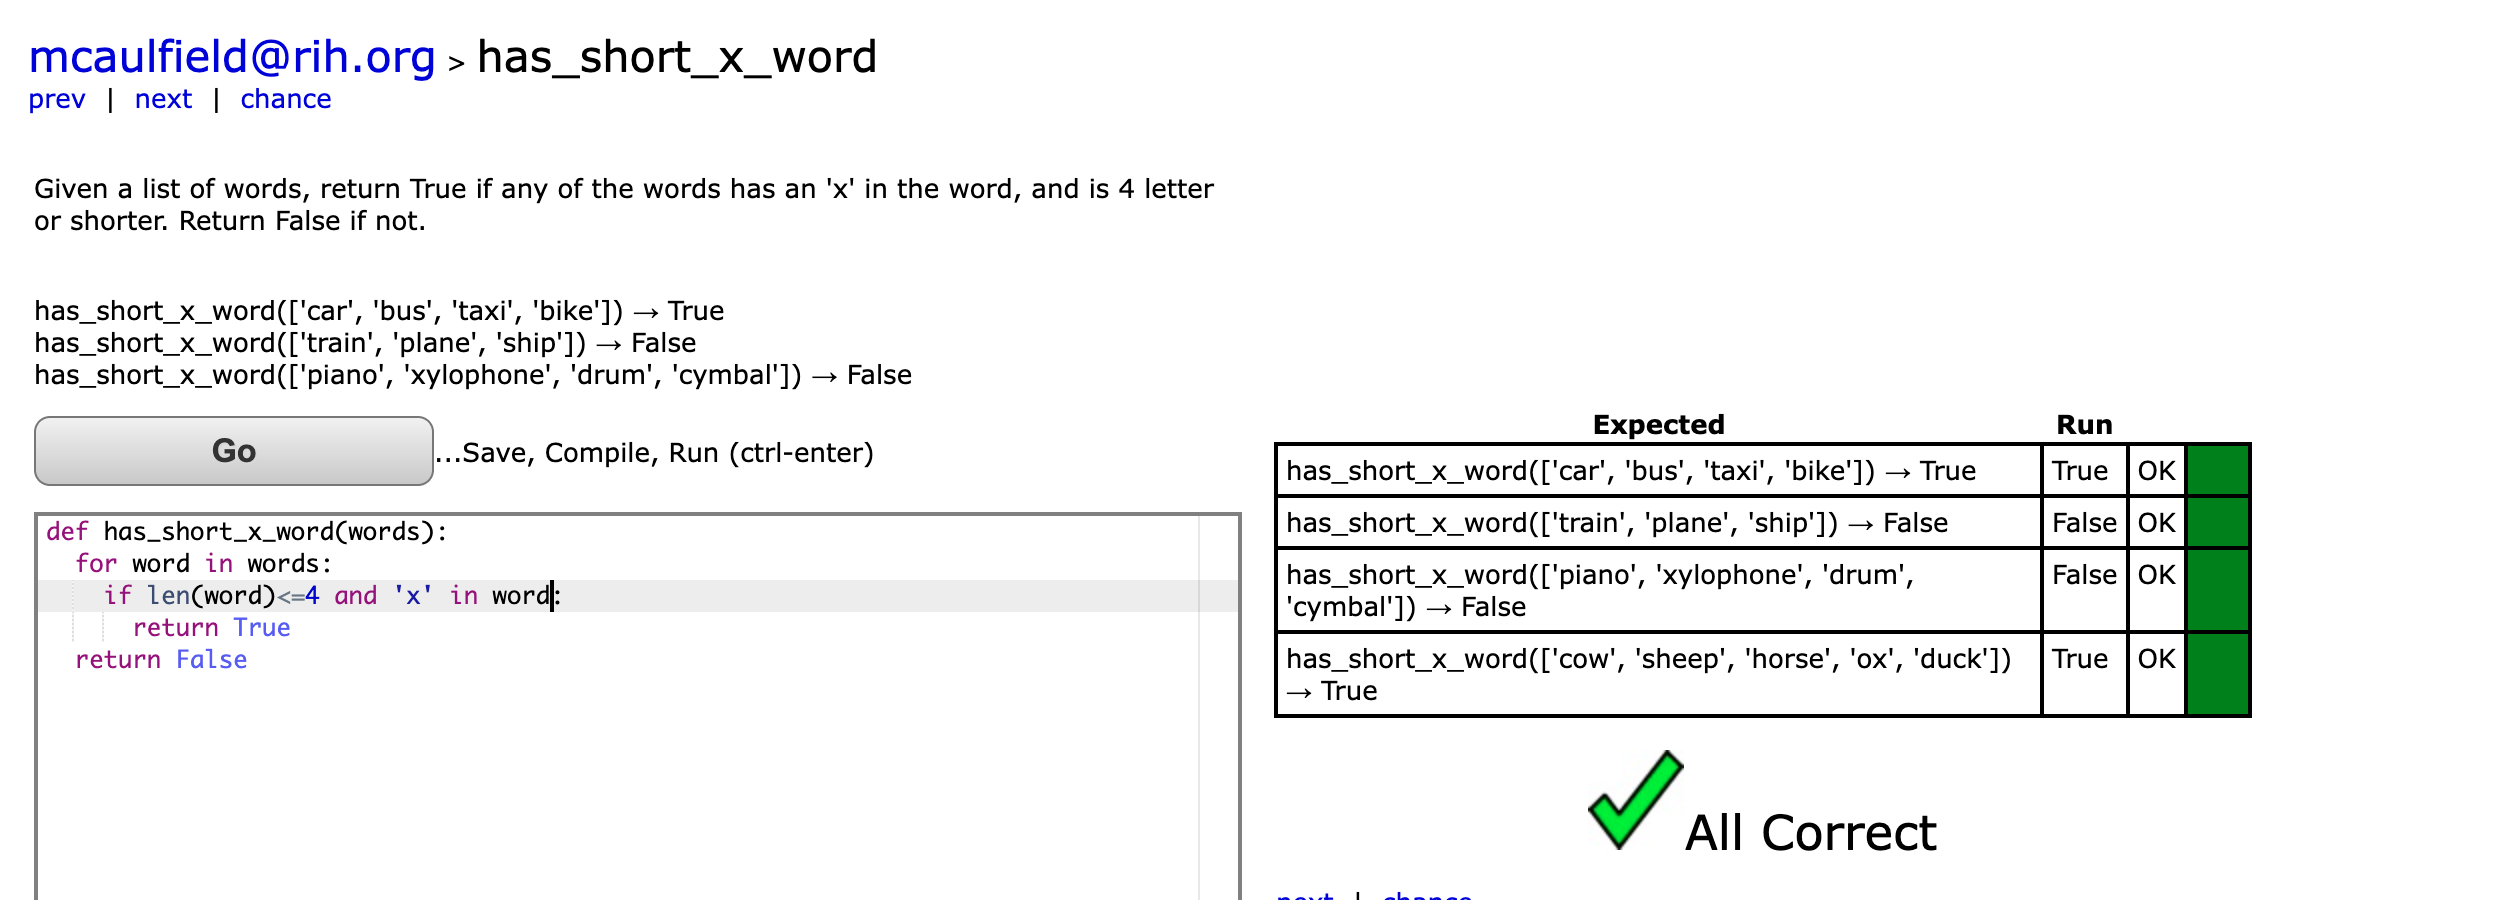 mcaulfield@rih.org > has_short_x_word
prev | next | chance
Given a list of words, return True if any of the words has an 'x' in the word, and is 4 letter
or shorter. Return False if not.
has_short_x_word(['car', 'bus', 'taxi', 'bike']) → True
has_short_x_word(['train', 'plane', 'ship']) → False
has_short_x_word(['piano', 'xylophone', 'drum', 'cymbal']) → False
Go ...Save, Compile, Run (ctrl-enter)
def has_short_x_word(words):
  for word in words:
    if len(word)<=4 and 'x' in word:
      return True
  return False
Expected Run
has_short_x_word(['car', 'bus', 'taxi', 'bike']) → True True OK
has_short_x_word(['train', 'plane', 'ship']) → False False OK
has_short_x_word(['piano', 'xylophone', 'drum', False OK
'cymbal']) → False
has_short_x_word(['cow', 'sheep', 'horse', 'ox', 'duck']) True OK
→ True
All Correct
next | chance